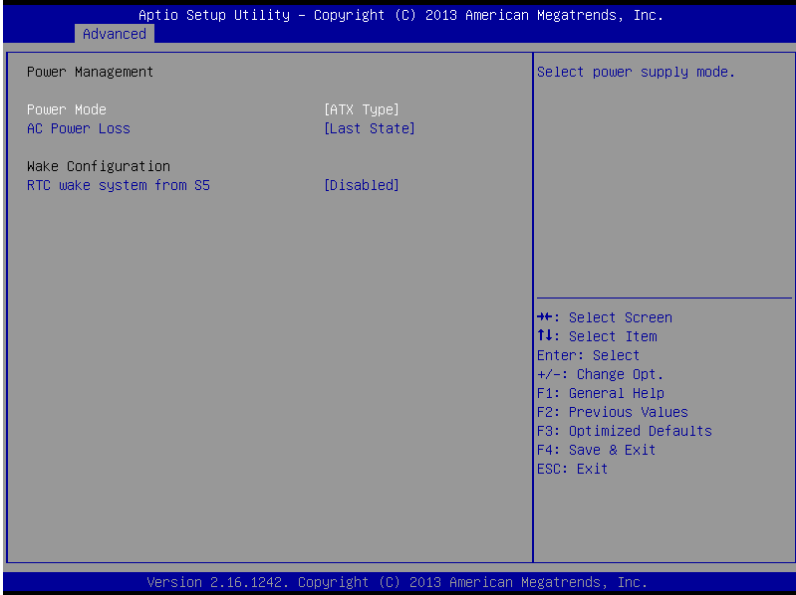 Aptio Setup Utility – Copyright (C) 2013 American Megatrends, Inc.
Advanced
Power Management
Power Mode [ATX Type]
AC Power Loss [Last State]
Wake Configuration
RTC wake system from S5 [Disabled]
Select power supply mode.
→←: Select Screen
↑↓: Select Item
Enter: Select
+/-: Change Opt.
F1: General Help
F2: Previous Values
F3: Optimized Defaults
F4: Save & Exit
ESC: Exit
Version 2.16.1242. Copyright (C) 2013 American Megatrends, Inc.